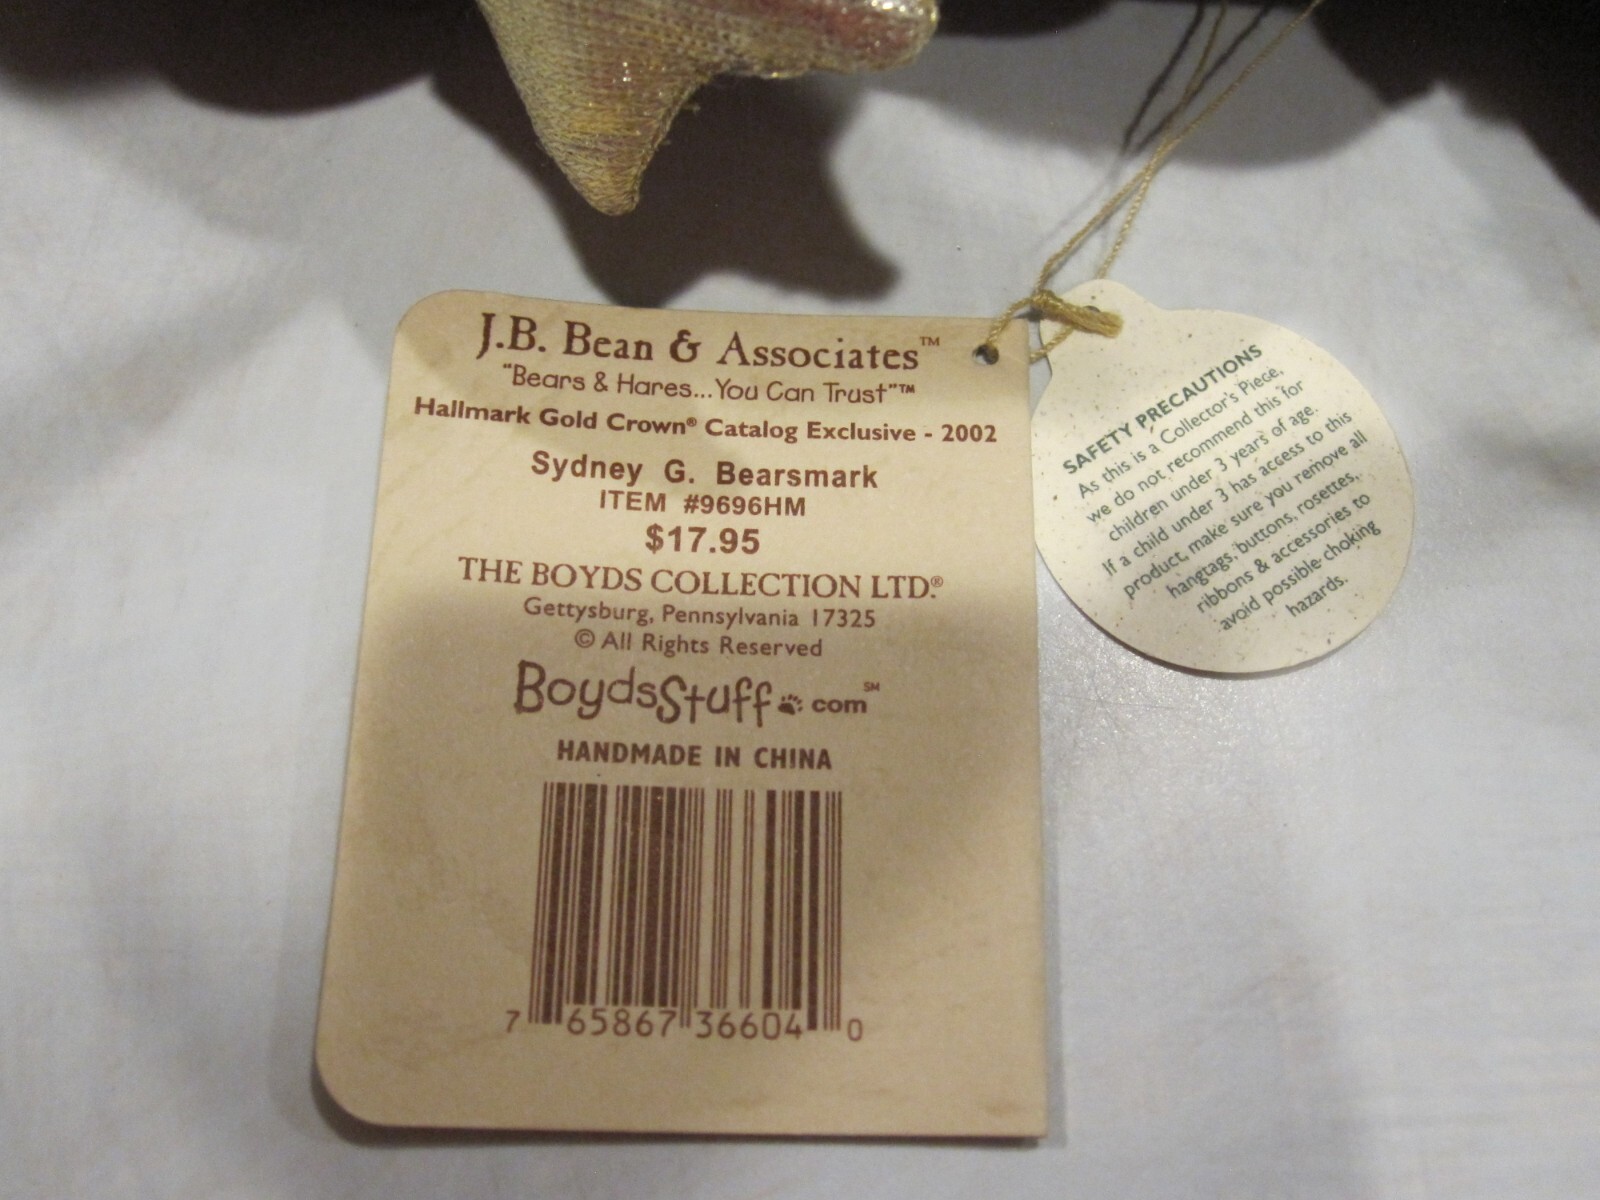 J.B. Bean & Associates™
"Bears & Hares...You Can Trust"™
Hallmark Gold Crown® Catalog Exclusive - 2002
Sydney G. Bearsmark
ITEM #9696HM
$17.95
THE BOYDS COLLECTION LTD.®
Gettysburg, Pennsylvania 17325
© All Rights Reserved
BoydsStuff.com℠
HANDMADE IN CHINA
7 65867 36604 0
SAFETY PRECAUTIONS
As this is a Collector's Piece,
we do not recommend this for
children under 3 years of age.
If a child under 3 has access to this
product, make sure you remove all
hangtags, buttons, rosettes,
ribbons & accessories to
avoid possible choking
hazards.